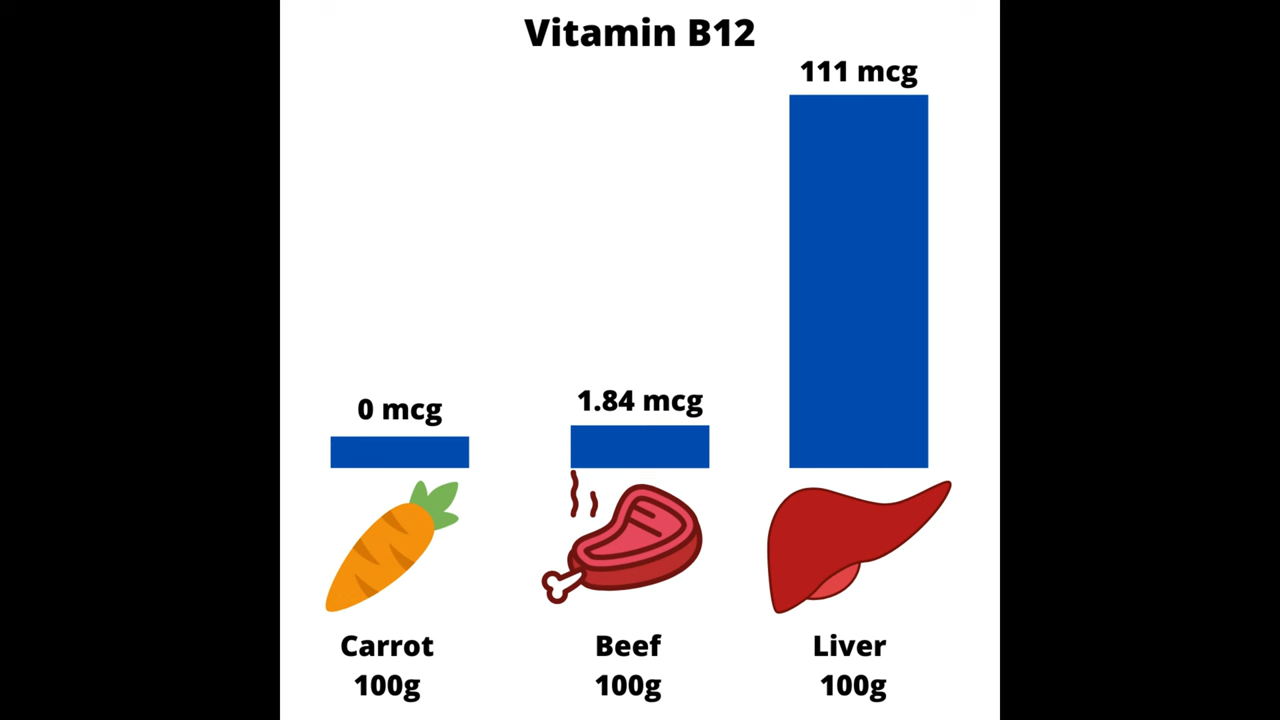 Vitamin B12
111 mcg
0 mcg
1.84 mcg
Carrot
100g
Beef
100g
Liver
100g